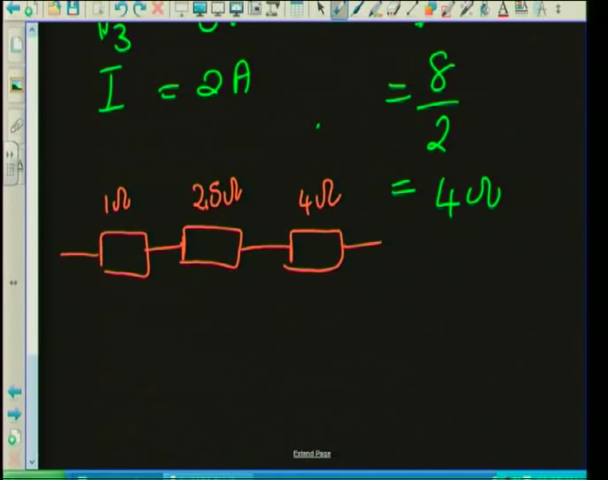 I = 2A
= 8
2
= 4Ω
1Ω 2.5Ω 4Ω
Extend Page